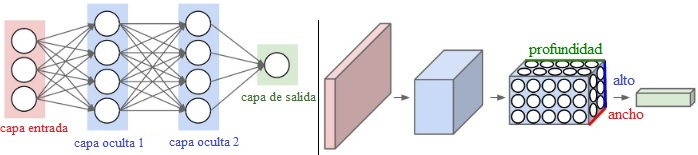 capa entrada
capa oculta 1
capa oculta 2
capa de salida
profundidad
alto
ancho